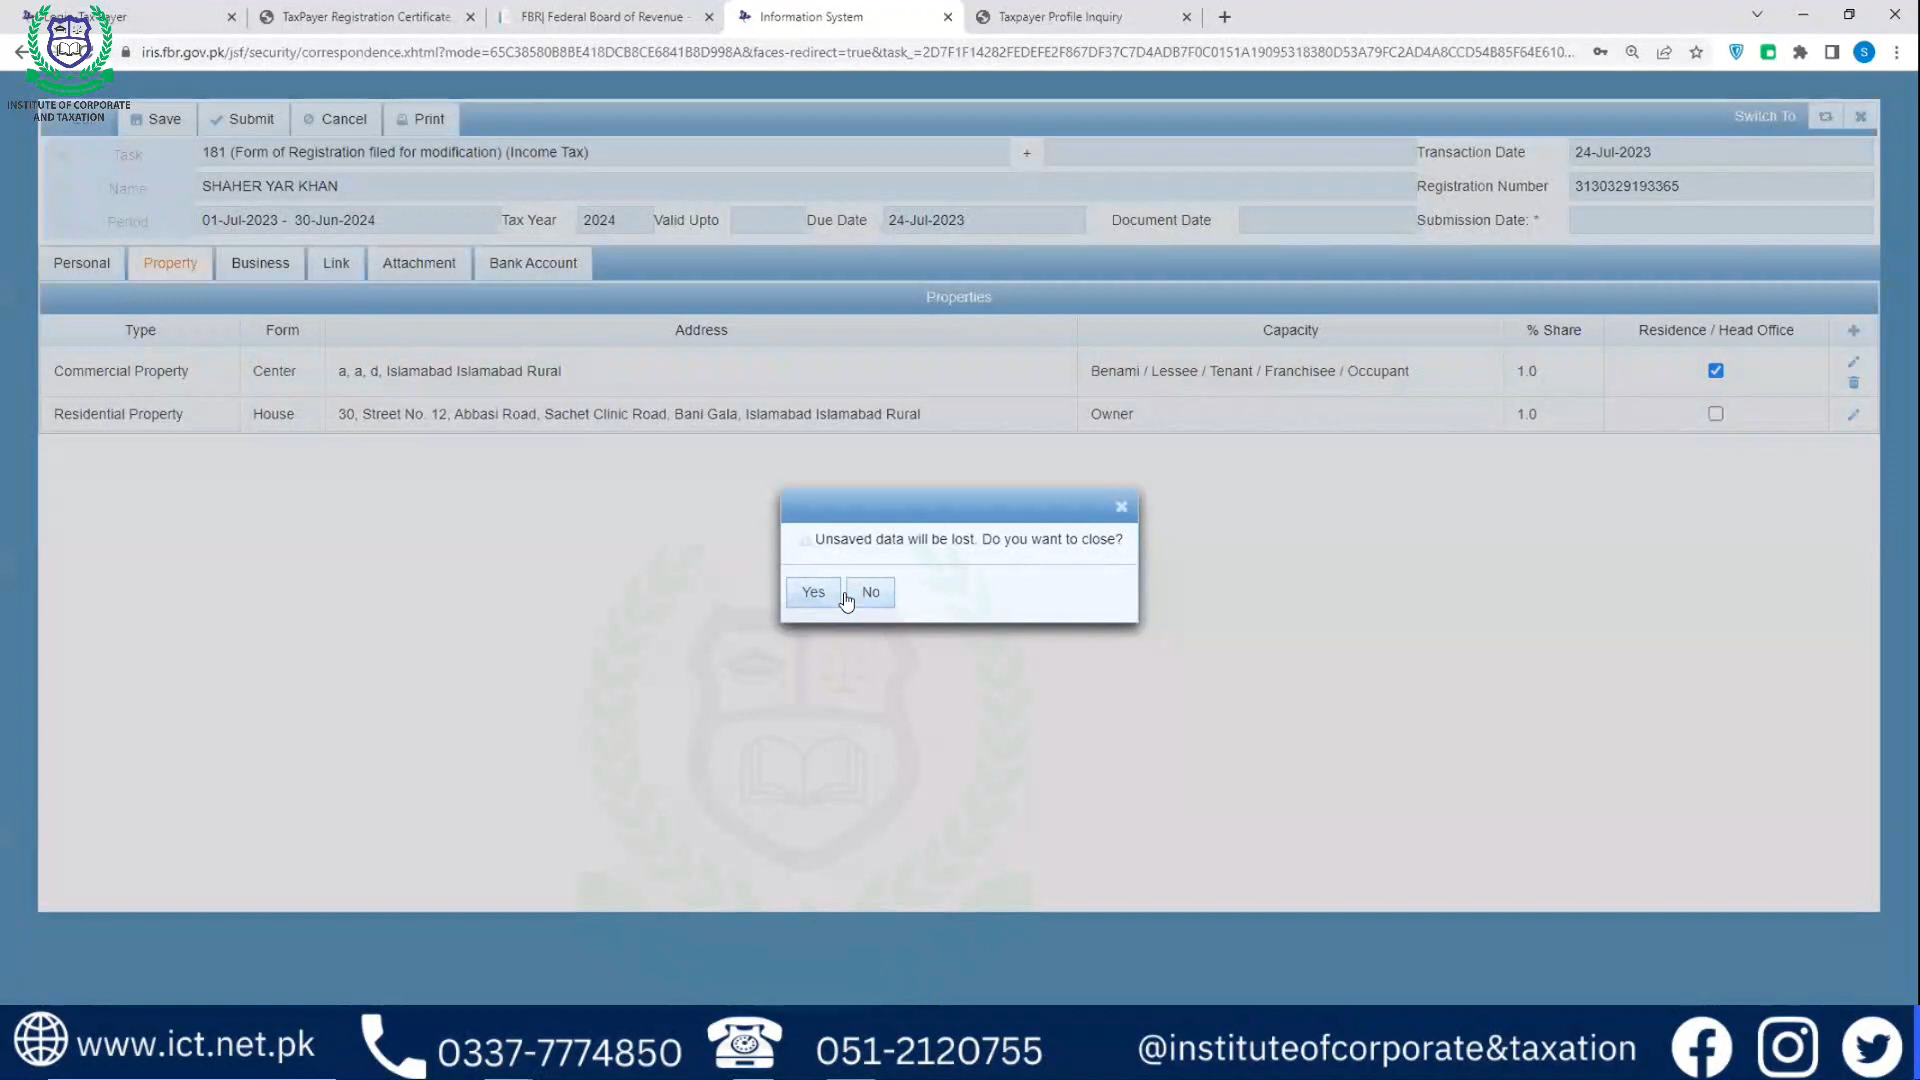 Taxpayer
TaxPayer Registration Certificate
FBR| Federal Board of Revenue -
Information System
Taxpayer Profile Inquiry
iris.fbr.gov.pk/jsf/security/correspondence.xhtml?mode=65C38580B8BE418DCB8CE6841B8D998A&faces-redirect=true&task_=2D7F1F14282FEDEFE2F867DF37C7D4ADB7F0C0151A19095318380D53A79FC2AD4A8CCD54B85F64E610...
S
INSTITUTE OF CORPORATE
AND TAXATION
Save
Submit
Cancel
Print
Switch To
Task
181 (Form of Registration filed for modification) (Income Tax)
+
Transaction Date
24-Jul-2023
Name
SHAHER YAR KHAN
Registration Number
3130329193365
Period
01-Jul-2023 - 30-Jun-2024
Tax Year
2024
Valid Upto
Due Date
24-Jul-2023
Document Date
Submission Date: *
Personal
Property
Business
Link
Attachment
Bank Account
Properties
Type
Form
Address
Capacity
% Share
Residence / Head Office
Commercial Property
Center
a, a, d, Islamabad Islamabad Rural
Benami / Lessee / Tenant / Franchisee / Occupant
1.0
Residential Property
House
30, Street No. 12, Abbasi Road, Sachet Clinic Road, Bani Gala, Islamabad Islamabad Rural
Owner
1.0
Unsaved data will be lost. Do you want to close?
Yes
No
www.ict.net.pk
0337-7774850
051-2120755
@instituteofcorporate&taxation